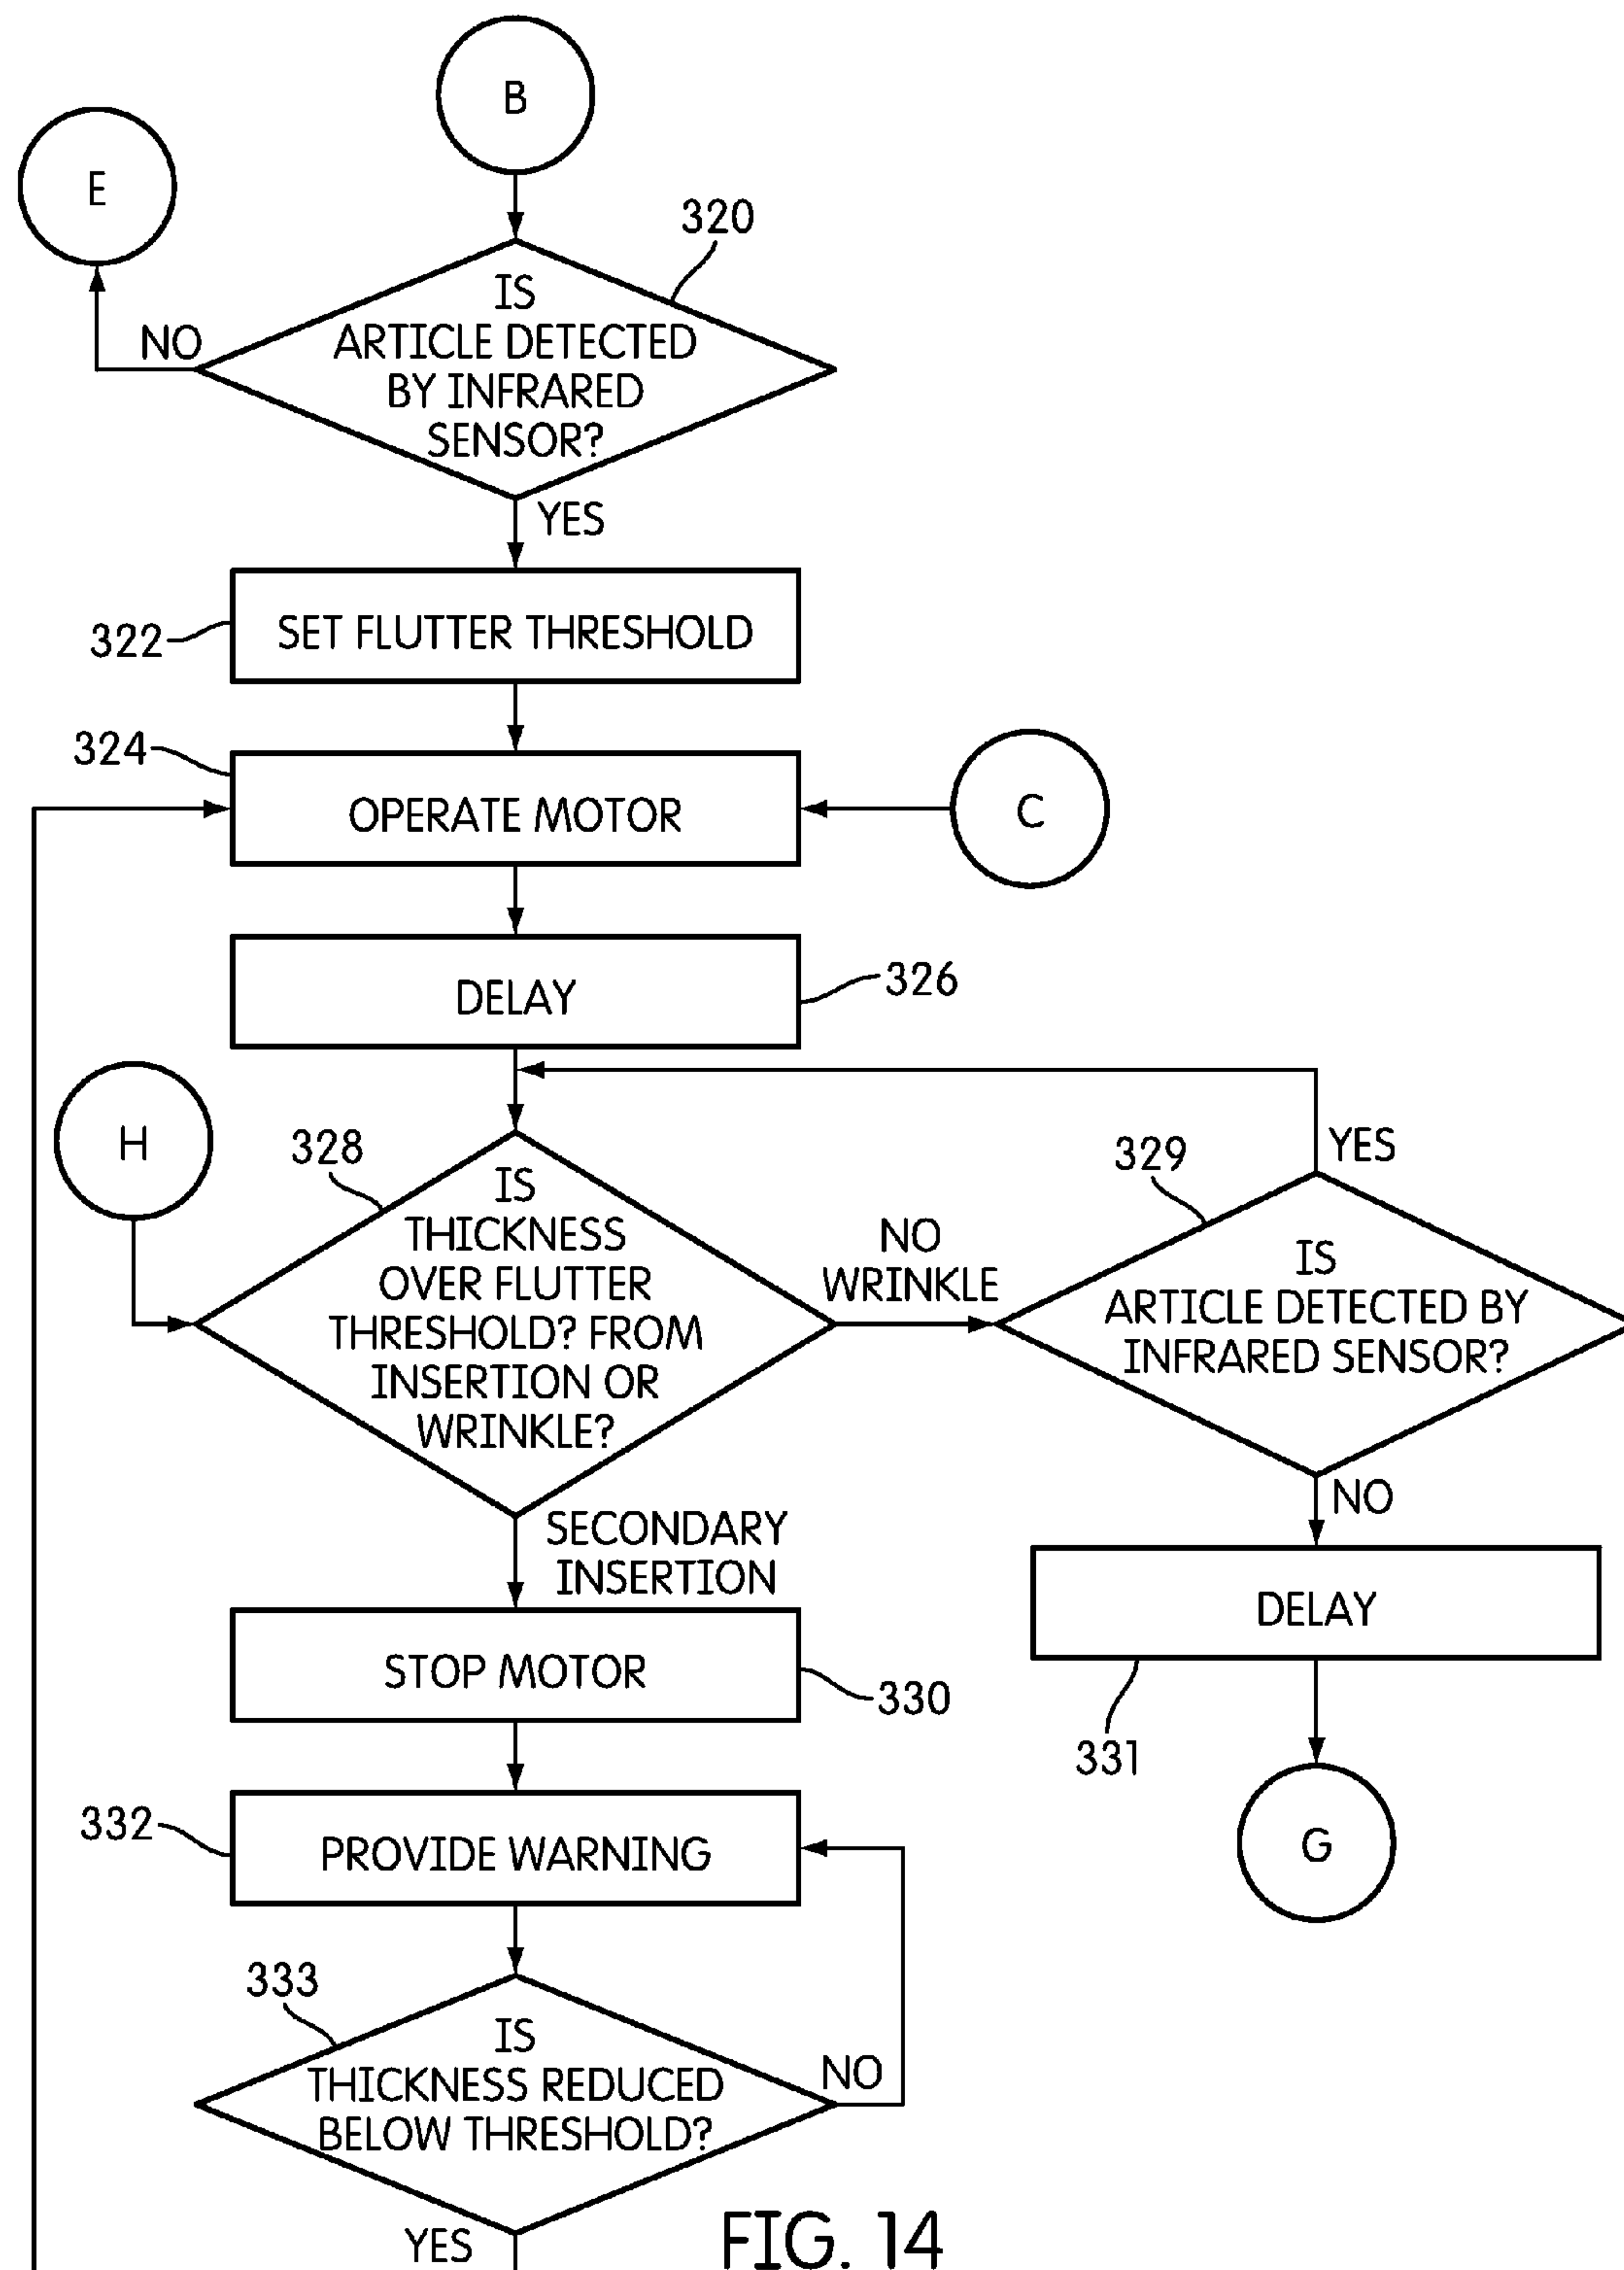 B
E
320
IS
ARTICLE DETECTED
BY INFRARED
SENSOR?
NO
YES
322
SET FLUTTER THRESHOLD
324
OPERATE MOTOR
C
DELAY
326
H
328
IS
THICKNESS
OVER FLUTTER
THRESHOLD? FROM
INSERTION OR
WRINKLE?
NO
WRINKLE
329
YES
IS
ARTICLE DETECTED BY
INFRARED SENSOR?
NO
SECONDARY
INSERTION
DELAY
331
G
STOP MOTOR
330
332
PROVIDE WARNING
333
IS
THICKNESS REDUCED
BELOW THRESHOLD?
NO
YES
FIG. 14